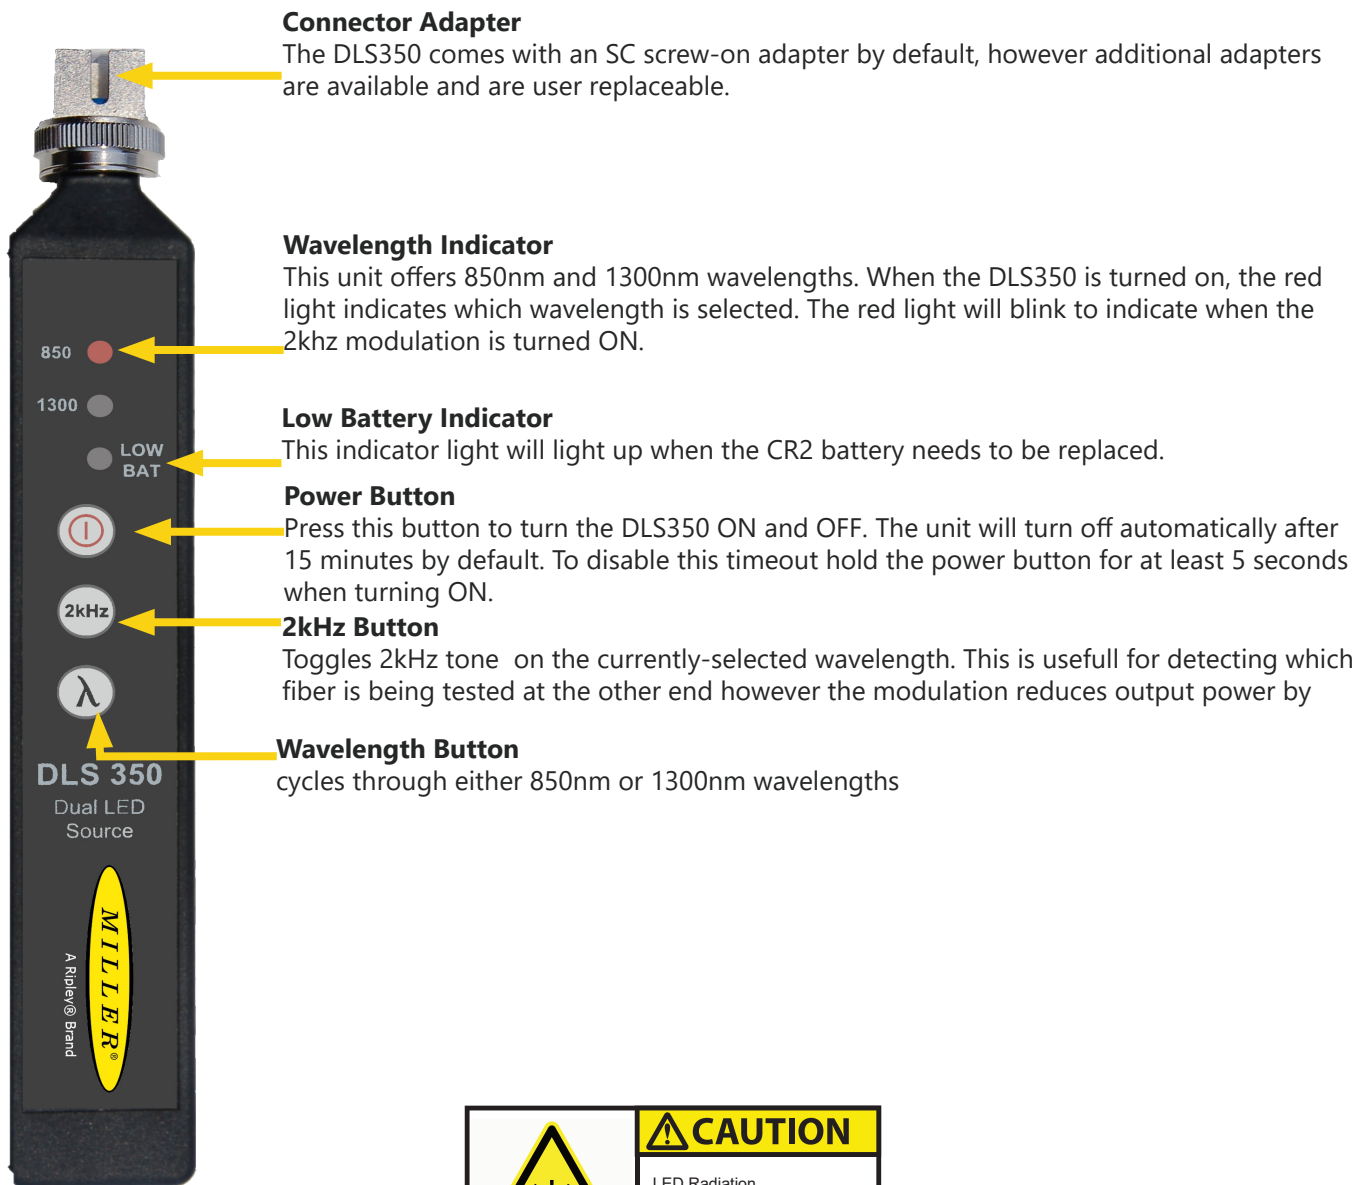 Connector Adapter
The DLS350 comes with an SC screw-on adapter by default, however additional adapters
are available and are user replaceable.
Wavelength Indicator
This unit offers 850nm and 1300nm wavelengths. When the DLS350 is turned on, the red
light indicates which wavelength is selected. The red light will blink to indicate when the
2khz modulation is turned ON.
850
1300
Low Battery Indicator
This indicator light will light up when the CR2 battery needs to be replaced.
LOW
BAT
Power Button
Press this button to turn the DLS350 ON and OFF. The unit will turn off automatically after
15 minutes by default. To disable this timeout hold the power button for at least 5 seconds
when turning ON.
2kHz
2kHz Button
Toggles 2kHz tone  on the currently-selected wavelength. This is usefull for detecting which
fiber is being tested at the other end however the modulation reduces output power by
λ
Wavelength Button
cycles through either 850nm or 1300nm wavelengths
DLS 350
Dual LED
Source
MILLER®
A Ripley® Brand
CAUTION
LED Radiation